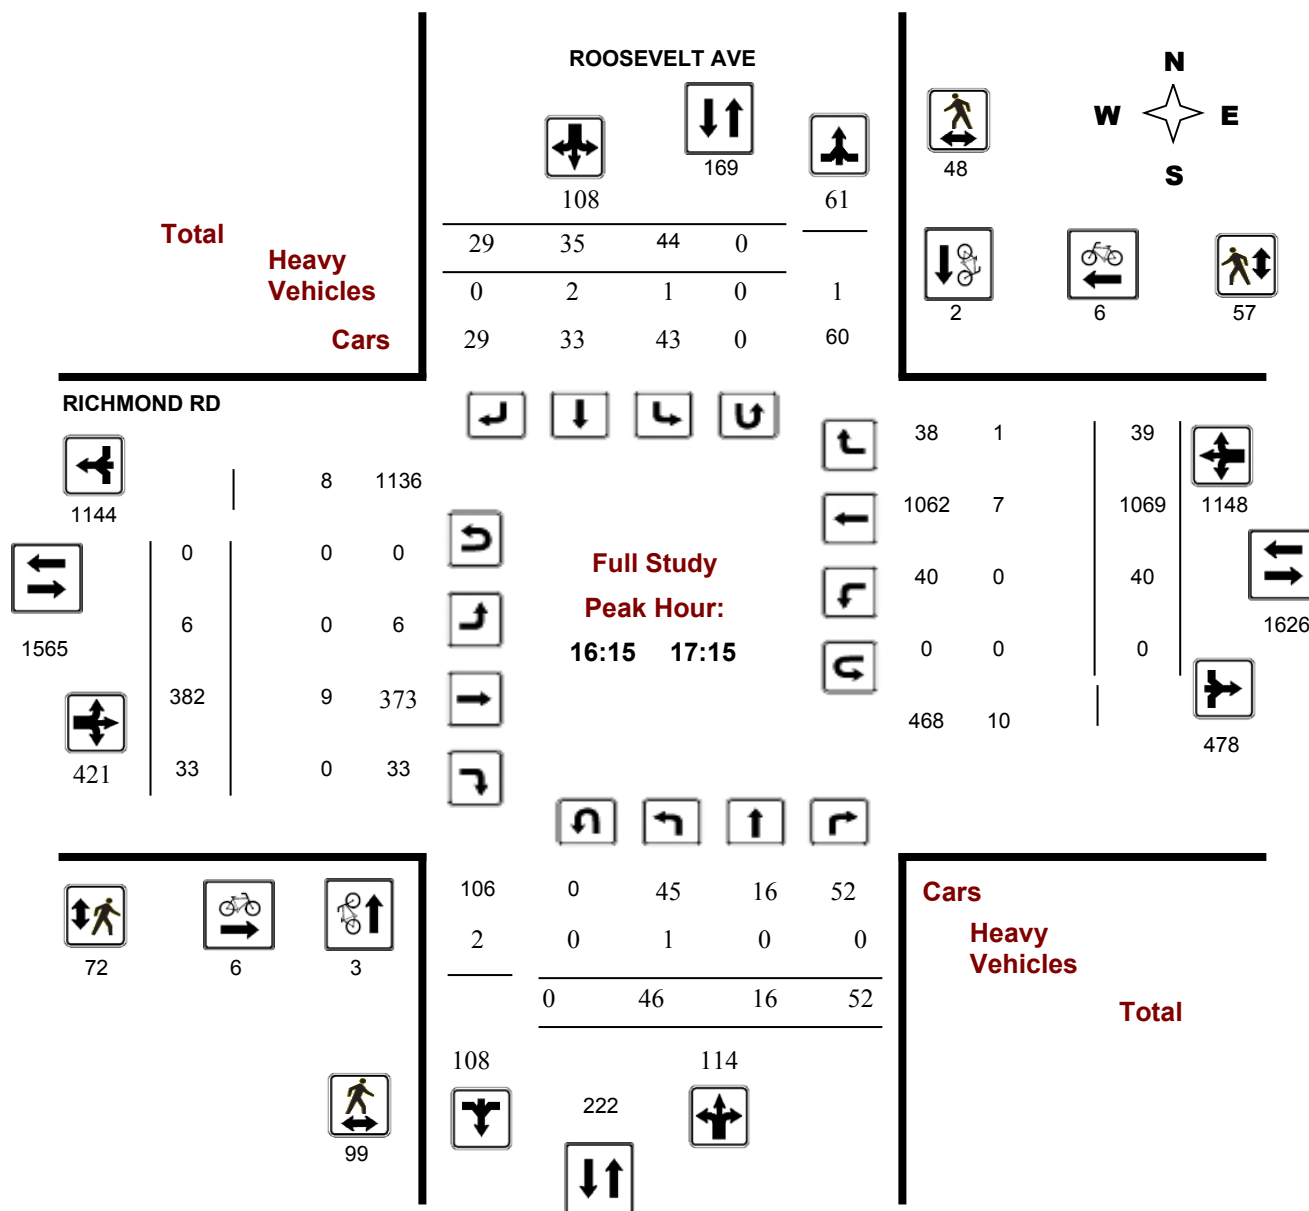 ROOSEVELT AVE
N
W E
S
169
48
108
61
Total
29 35 44 0
Heavy
Vehicles
0 2 1 0 1
2 6 57
Cars
29 33 43 0 60
RICHMOND RD
38 1 39
8 1136
1144
1062 7 1069 1148
0 0 0
Full Study
40 0 40
Peak Hour:
6 0 6
1626
1565
16:15 17:15
0 0 0
382 9 373
468 10
478
421 33 0 33
106 0 45 16 52
Cars
2 0 1 0 0
Heavy
Vehicles
72 6 3
0 46 16 52
Total
108 114
222
99